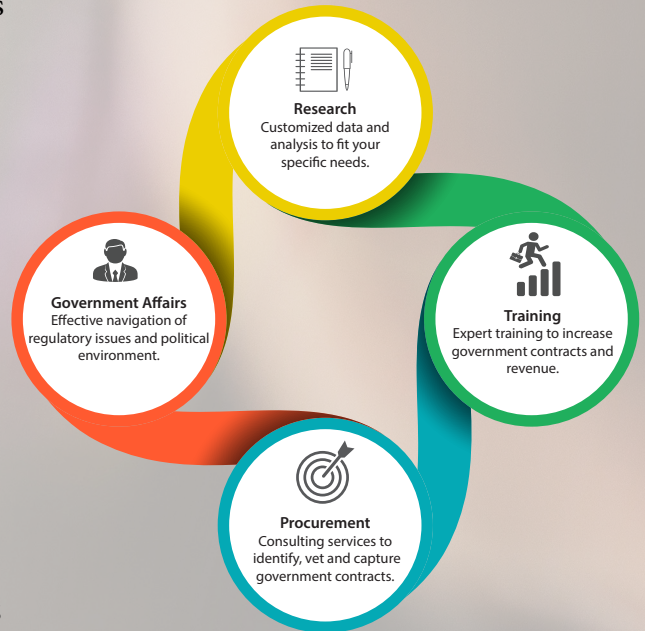 s
Research
Customized data and
analysis to fit your
specific needs.
Government Affairs
Effective navigation of
regulatory issues and political
environment.
Training
Expert training to increase
government contracts and
revenue.
Procurement
Consulting services to
identify, vet and capture
government contracts.